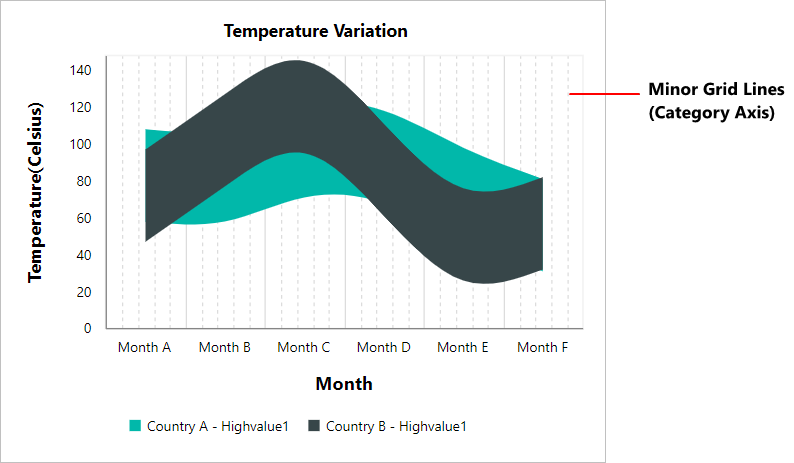 Temperature Variation
Temperature(Celsius)
140
120
100
80
60
40
20
0
Month A Month B Month C Month D Month E Month F
Month
Country A - Highvalue1 Country B - Highvalue1
Minor Grid Lines
(Category Axis)